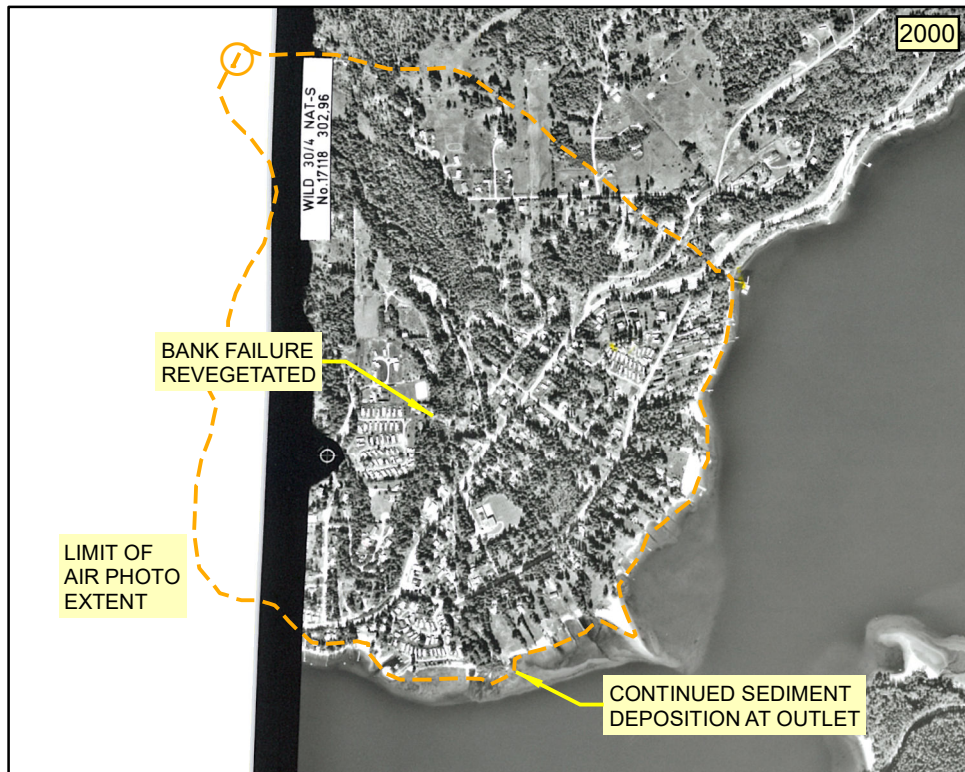 2000
WILD 30/4 NAT-S
No.17118 302,96
BANK FAILURE
REVEGETATED
LIMIT OF
AIR PHOTO
EXTENT
CONTINUED SEDIMENT
DEPOSITION AT OUTLET